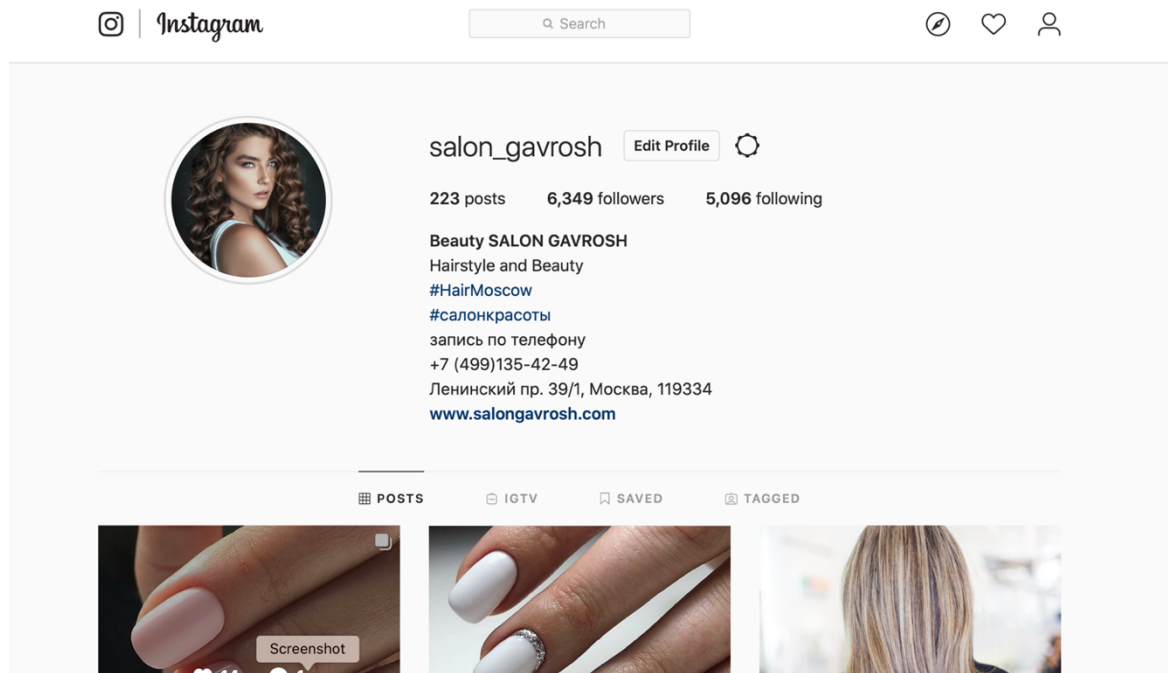 Instagram
Search
salon_gavrosh Edit Profile
223 posts 6,349 followers 5,096 following
Beauty SALON GAVROSH
Hairstyle and Beauty
#HairMoscow
#салонкрасоты
запись по телефону
+7 (499)135-42-49
Ленинский пр. 39/1, Москва, 119334
www.salongavrosh.com
POSTS IGTV SAVED TAGGED
Screenshot